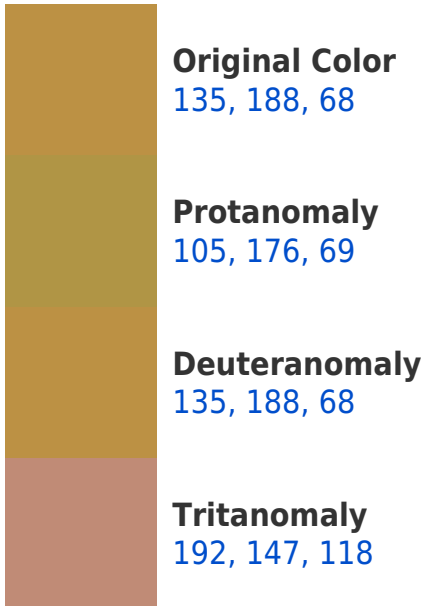 Original Color
135, 188, 68
Protanomaly
105, 176, 69
Deuteranomaly
135, 188, 68
Tritanomaly
192, 147, 118